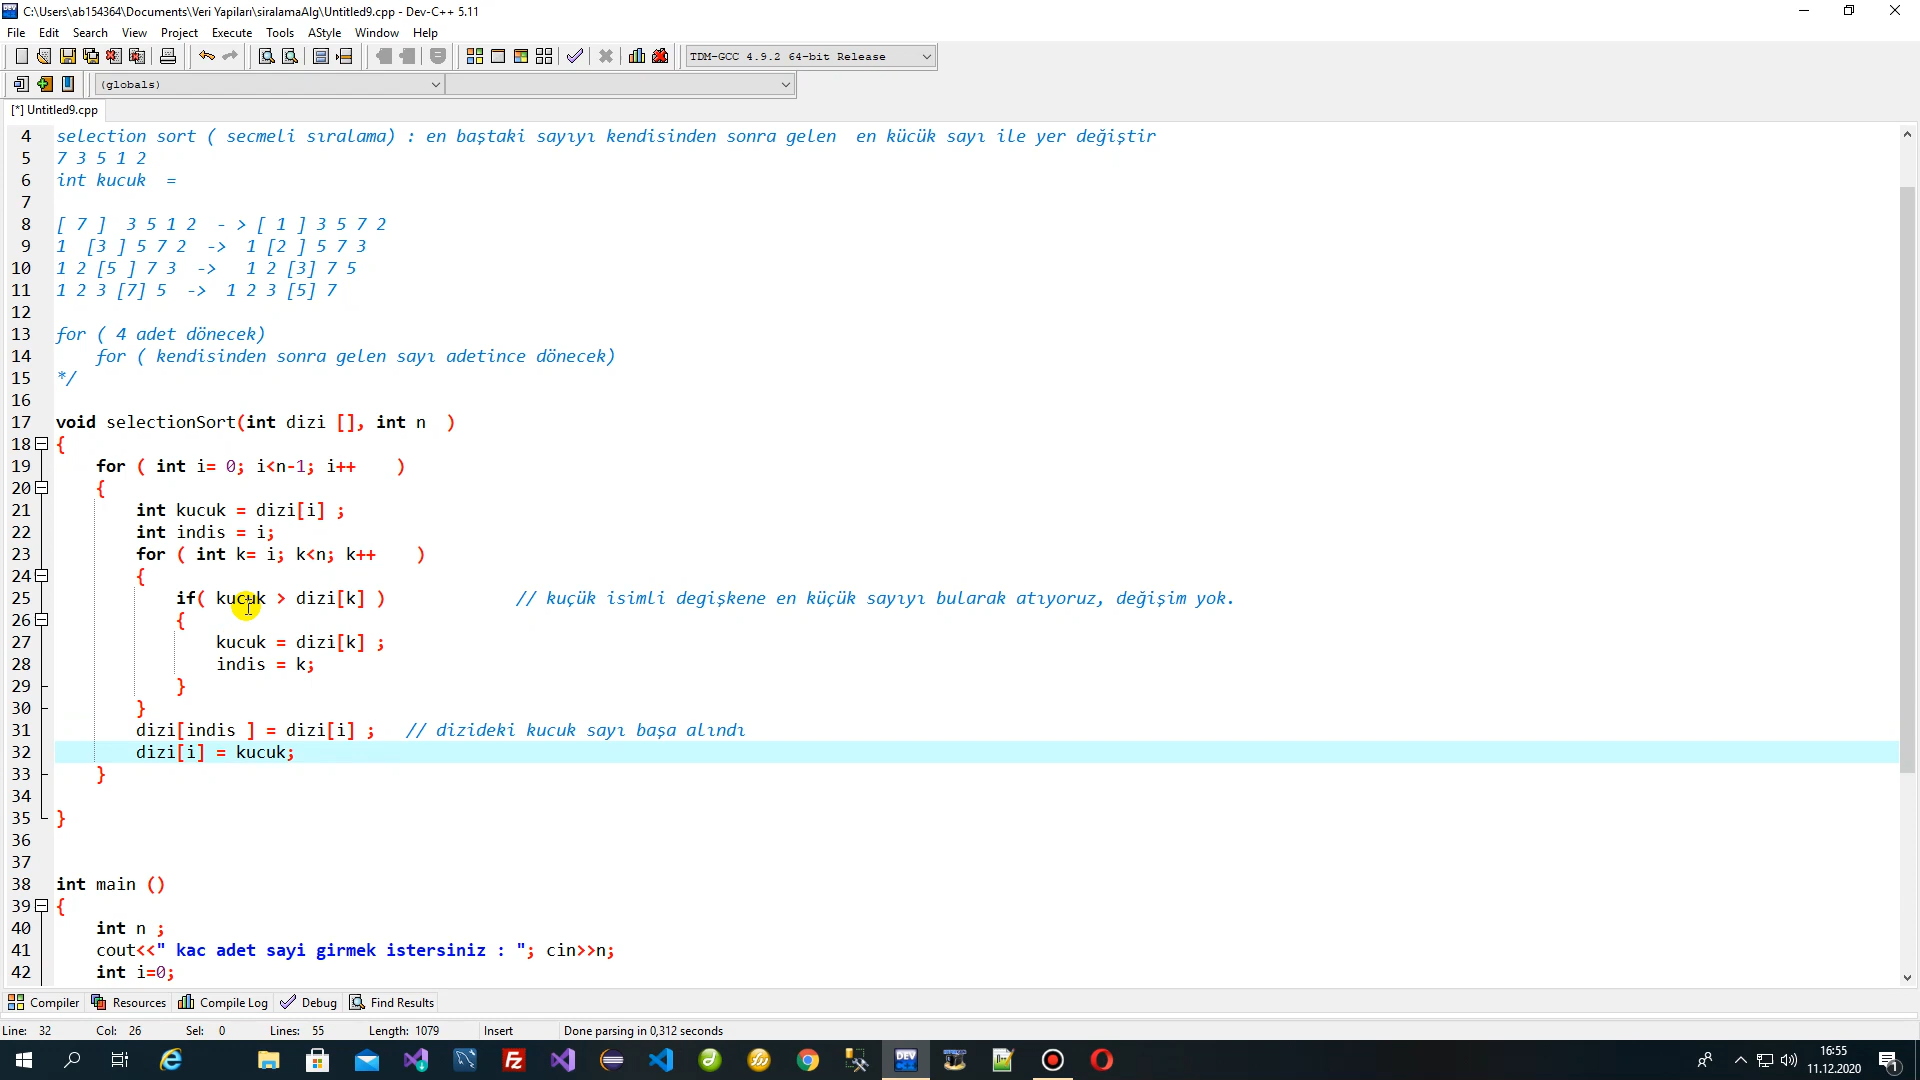 C:\Users\ab154364\Documents\Veri Yapıları\siralamaAlg\Untitled9.cpp - Dev-C++ 5.11
File Edit Search View Project Execute Tools AStyle Window Help
TDM-GCC 4.9.2 64-bit Release
(globals)
[*] Untitled9.cpp
4 selection sort ( secmeli sıralama) : en baştaki sayıyı kendisinden sonra gelen  en kücük sayı ile yer değiştir
5 7 3 5 1 2
6 int kucuk  =
7
8 [ 7 ]  3 5 1 2  - > [ 1 ] 3 5 7 2
9 1  [3 ] 5 7 2  ->  1 [2 ] 5 7 3
10 1 2 [5 ] 7 3  ->   1 2 [3] 7 5
11 1 2 3 [7] 5  ->  1 2 3 [5] 7
12
13 for ( 4 adet dönecek)
14     for ( kendisinden sonra gelen sayı adetince dönecek)
15 */
16
17 void selectionSort(int dizi [], int n  )
18 {
19     for ( int i= 0; i<n-1; i++    )
20     {
21         int kucuk = dizi[i] ;
22         int indis = i;
23         for ( int k= i; k<n; k++    )
24         {
25             if( kucuk > dizi[k] )             // kuçük isimli degişkene en küçük sayıyı bularak atıyoruz, değişim yok.
26             {
27                 kucuk = dizi[k] ;
28                 indis = k;
29             }
30         }
31         dizi[indis ] = dizi[i] ;   // dizideki kucuk sayı başa alındı
32         dizi[i] = kucuk;
33     }
34
35 }
36
37
38 int main ()
39 {
40     int n ;
41     cout<<" kac adet sayi girmek istersiniz : "; cin>>n;
42     int i=0;
Compiler Resources Compile Log Debug Find Results
Line: 32 Col: 26 Sel: 0 Lines: 55 Length: 1079 Insert Done parsing in 0,312 seconds
DEV
16:55
11.12.2020
1